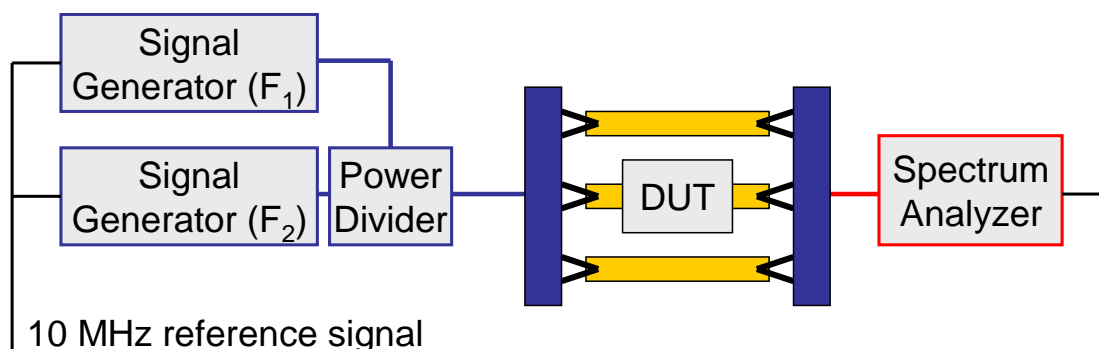 Signal
Generator (F₁)
Signal
Generator (F₂)
Power
Divider
DUT
Spectrum
Analyzer
10 MHz reference signal